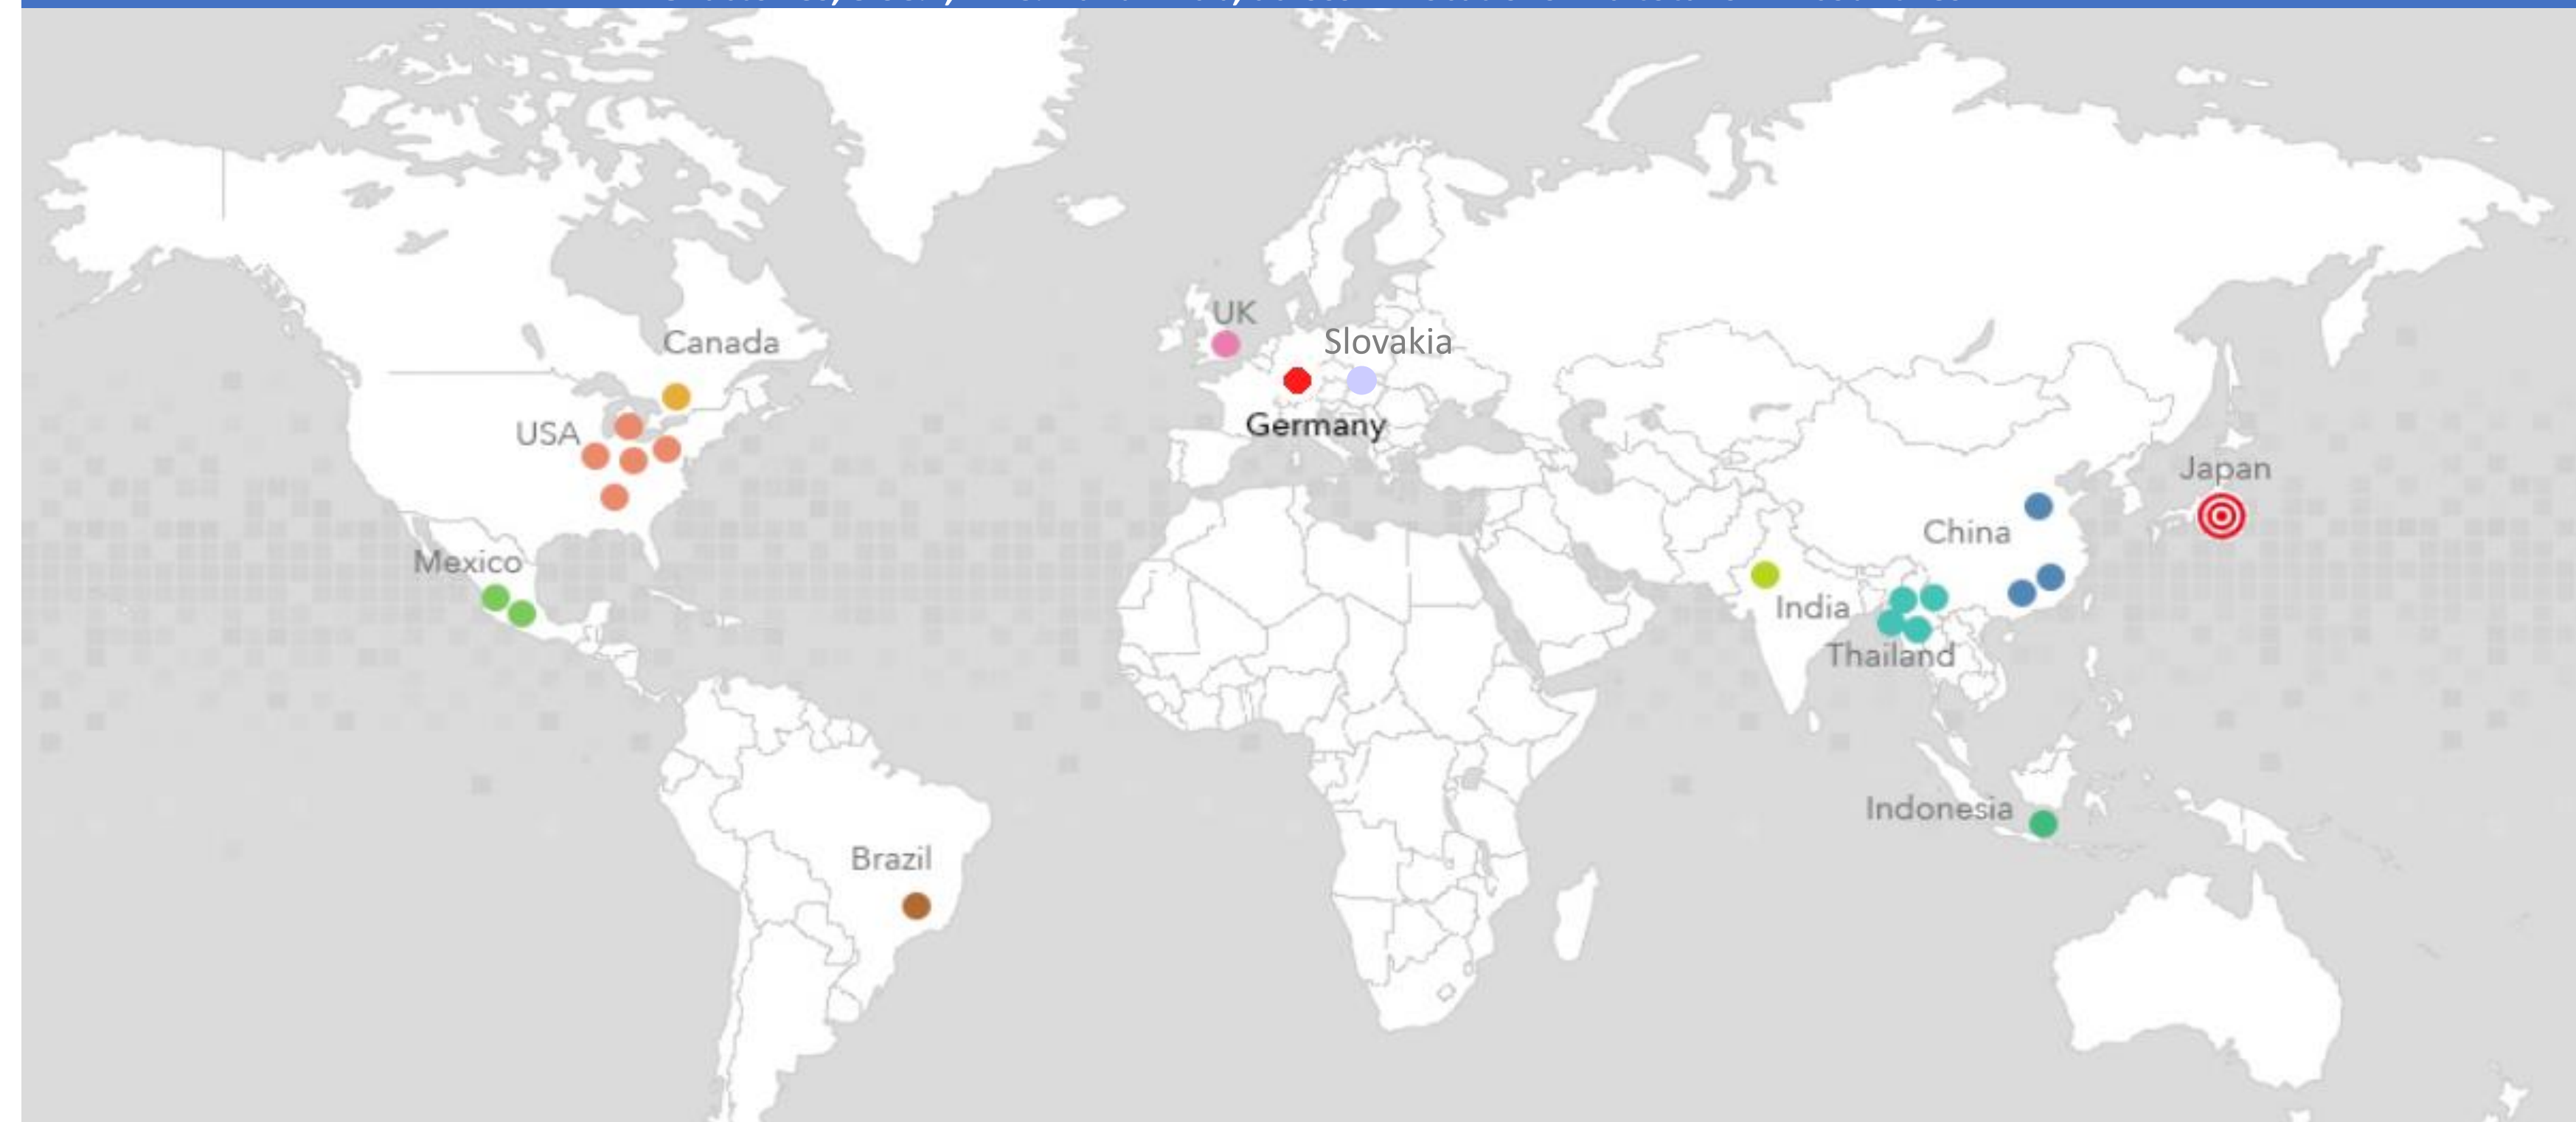 UK
Canada
Slovakia
USA
Germany
Japan
China
Mexico
India
Thailand
Indonesia
Brazil